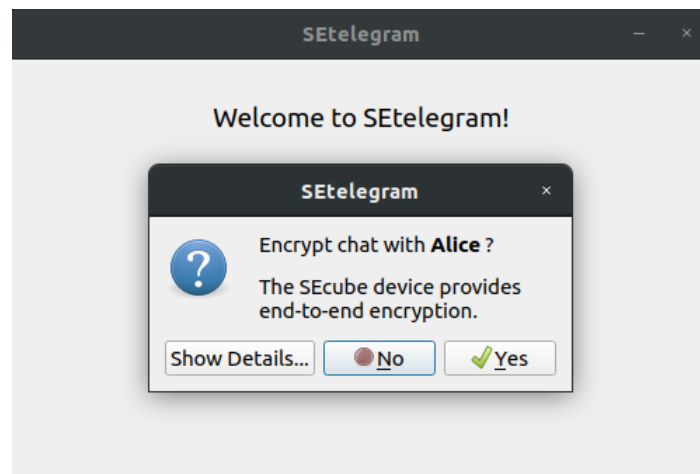 SEtelegram
Welcome to SEtelegram!
SEtelegram
Encrypt chat with Alice ?
The SEcube device provides
end-to-end encryption.
Show Details... No Yes